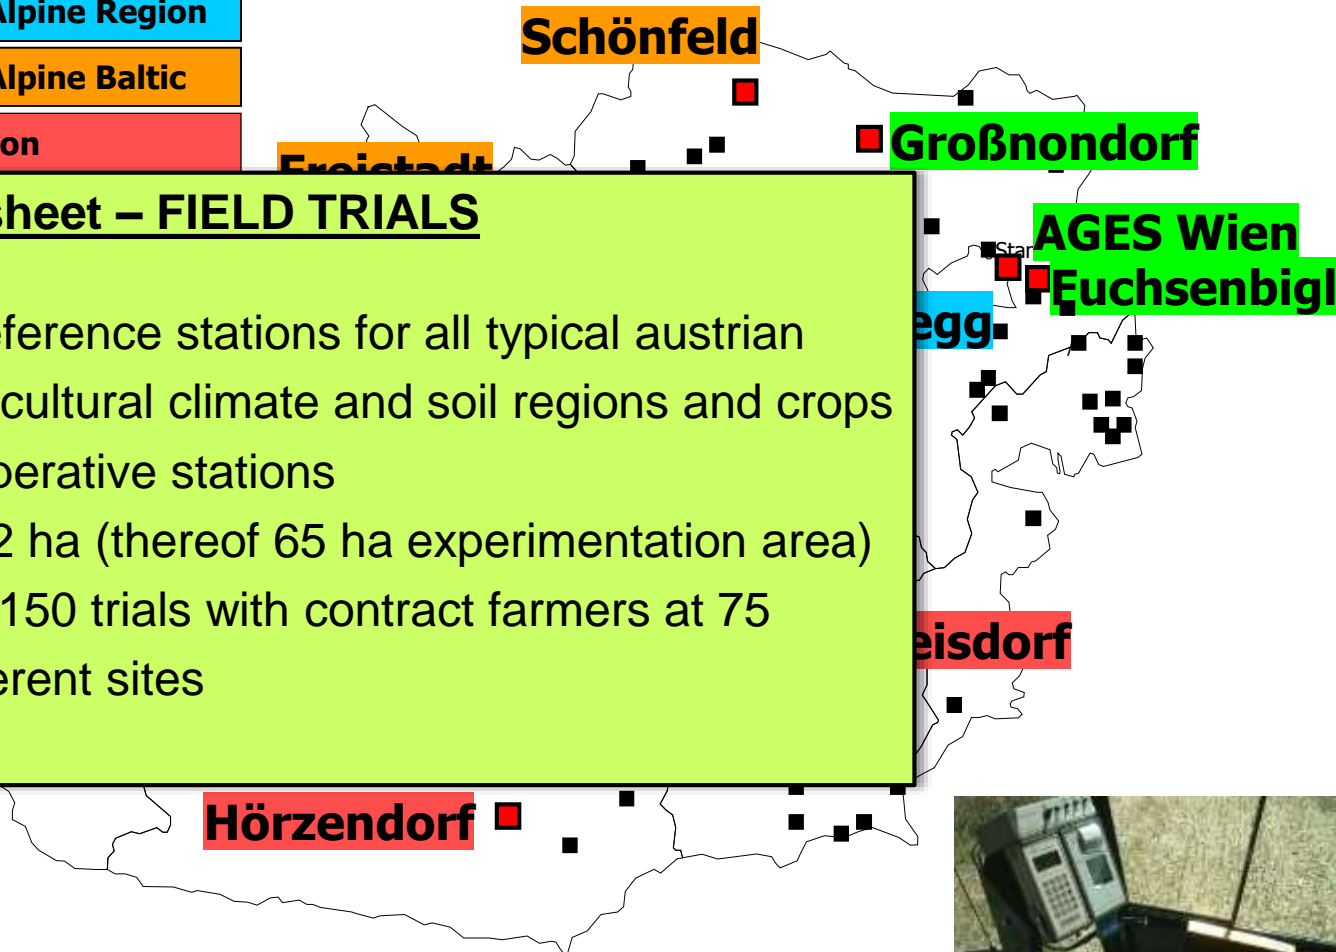 Alpine Region
Alpine Baltic
on
Schönfeld
Großnondorf
Freistadt
sheet – FIELD TRIALS
AGES Wien
Star
Fuchsenbigl
eference stations for all typical austrian
egg
cultural climate and soil regions and crops
perative stations
2 ha (thereof 65 ha experimentation area)
150 trials with contract farmers at 75
eisdorf
erent sites
Hörzendorf